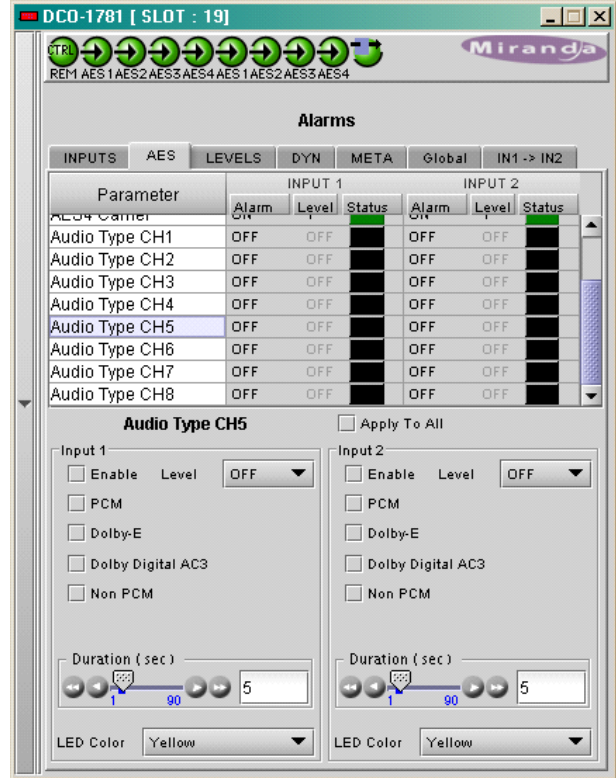 DCO-1781 [ SLOT : 19]
CTRL
Miranda
REM AES1 AES2 AES3 AES4 AES1 AES2 AES3 AES4
Alarms
INPUTS AES LEVELS DYN META Global IN1 -> IN2
Parameter INPUT 1 INPUT 2
Alarm Level Status Alarm Level Status
AES4 Carrier ON ON
Audio Type CH1 OFF OFF OFF OFF
Audio Type CH2 OFF OFF OFF OFF
Audio Type CH3 OFF OFF OFF OFF
Audio Type CH4 OFF OFF OFF OFF
Audio Type CH5 OFF OFF OFF OFF
Audio Type CH6 OFF OFF OFF OFF
Audio Type CH7 OFF OFF OFF OFF
Audio Type CH8 OFF OFF OFF OFF
Audio Type CH5 Apply To All
Input 1
Enable Level OFF
PCM
Dolby-E
Dolby Digital AC3
Non PCM
Duration ( sec )
1 90 5
LED Color Yellow
Input 2
Enable Level OFF
PCM
Dolby-E
Dolby Digital AC3
Non PCM
Duration ( sec )
1 90 5
LED Color Yellow